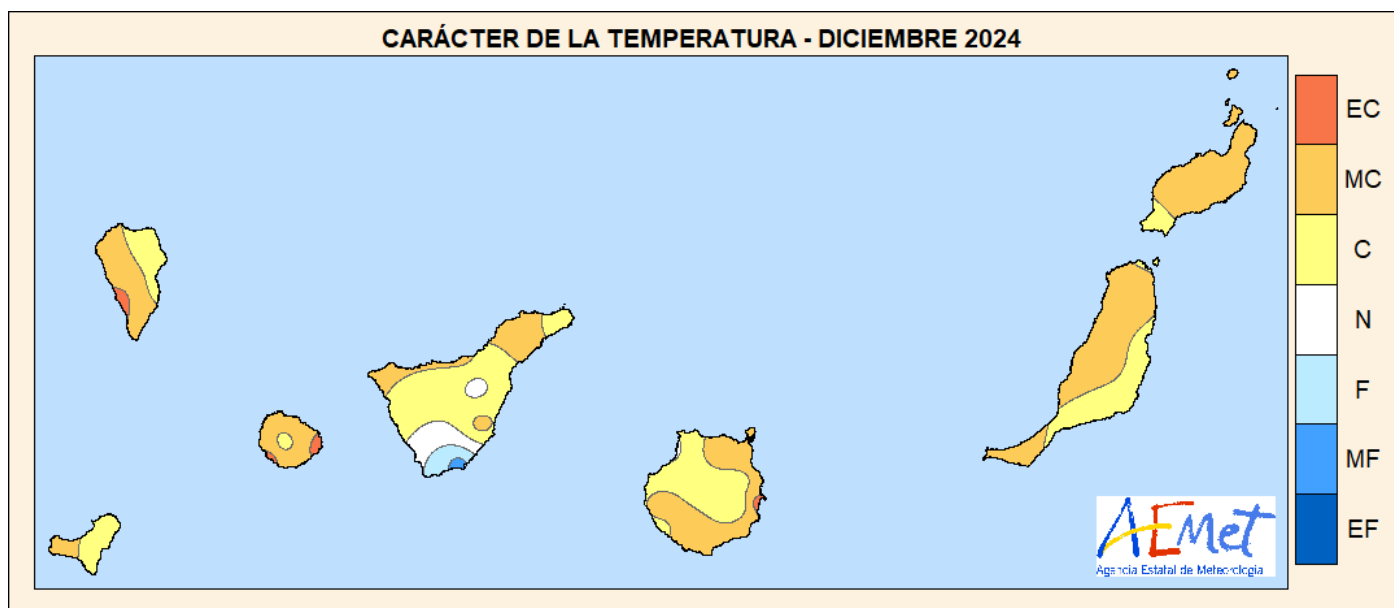 CARÁCTER DE LA TEMPERATURA - DICIEMBRE 2024
EC
MC
C
N
F
MF
EF
AEMet
Agencia Estatal de Meteorología